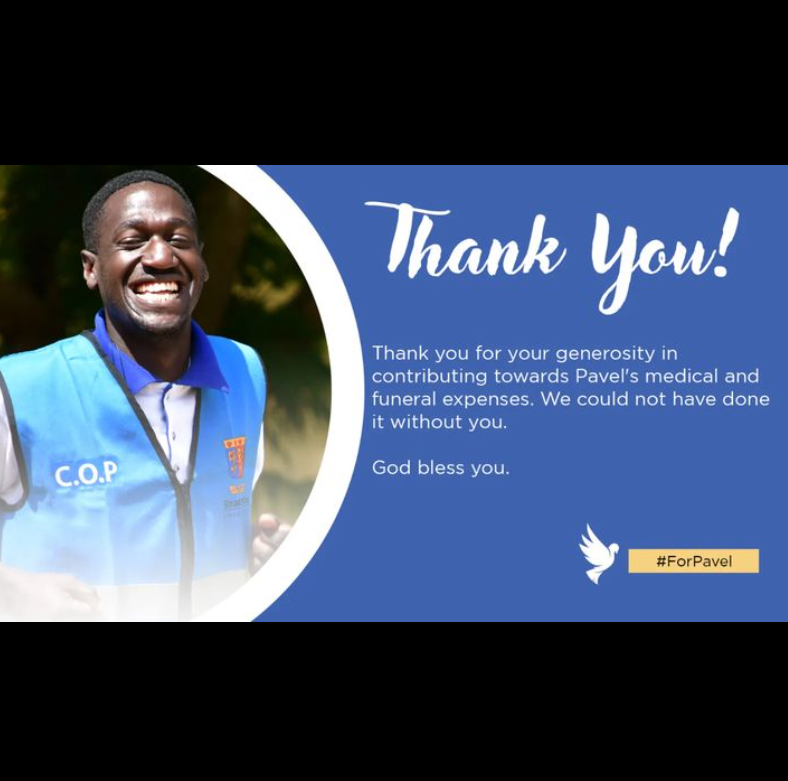 Thank You!
Thank you for your generosity in
contributing towards Pavel's medical and
funeral expenses. We could not have done
it without you.
God bless you.
C.O.P
#ForPavel